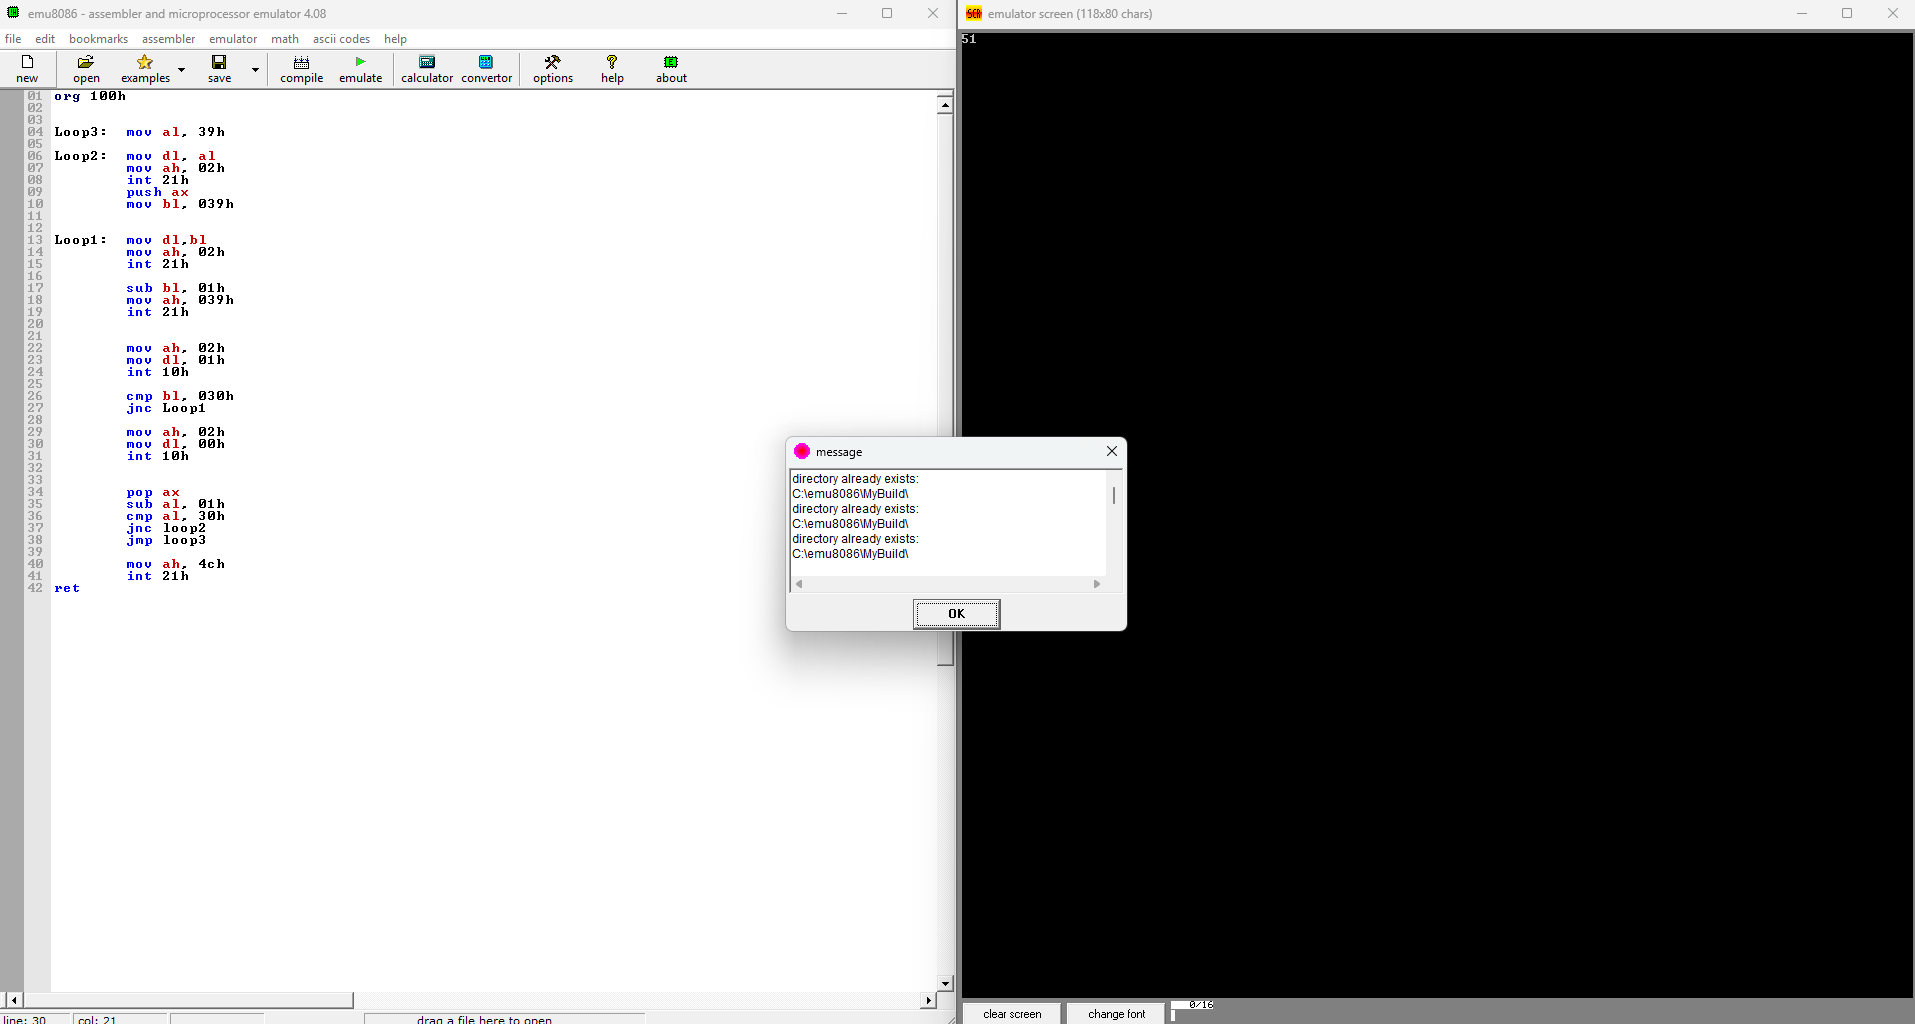 emu8086 - assembler and microprocessor emulator 4.08
file edit bookmarks assembler emulator math ascii codes help
new open examples save compile emulate calculator convertor options help about
01 org 100h
02
03
04 Loop3: mov al, 39h
05
06 Loop2: mov dl, al
07 mov ah, 02h
08 int 21h
09 push ax
10 mov bl, 039h
11
12
13 Loop1: mov dl,bl
14 mov ah, 02h
15 int 21h
16
17 sub bl, 01h
18 mov ah, 039h
19 int 21h
20
21
22 mov ah, 02h
23 mov dl, 01h
24 int 10h
25
26 cmp bl, 030h
27 jnc Loop1
28
29 mov ah, 02h
30 mov dl, 00h
31 int 10h
32
33
34 pop ax
35 sub al, 01h
36 cmp al, 30h
37 jnc loop2
38 jmp loop3
39
40 mov ah, 4ch
41 int 21h
42 ret
line: 30 col: 21 drag a file here to open
SCR emulator screen (118x80 chars)
51
message
directory already exists:
C:\emu8086\MyBuild\
directory already exists:
C:\emu8086\MyBuild\
directory already exists:
C:\emu8086\MyBuild\
OK
clear screen change font 0/16